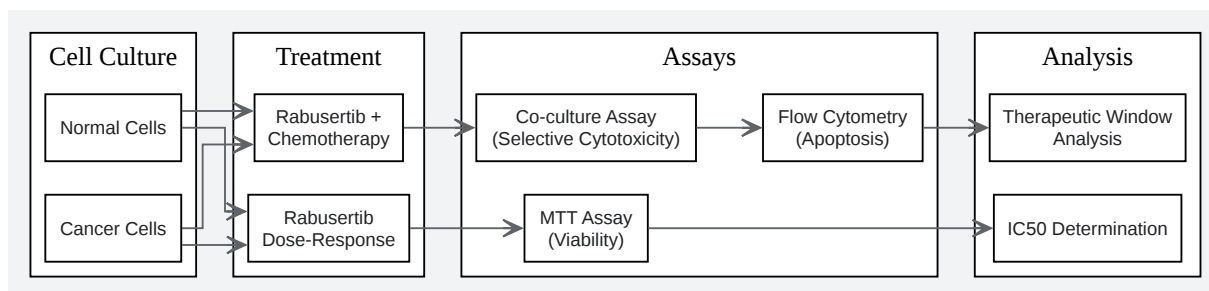 Cell Culture
Normal Cells
Cancer Cells
Treatment
Rabusertib +
Chemotherapy
Rabusertib
Dose-Response
Assays
Co-culture Assay
(Selective Cytotoxicity)
Flow Cytometry
(Apoptosis)
MTT Assay
(Viability)
Analysis
Therapeutic Window
Analysis
IC50 Determination